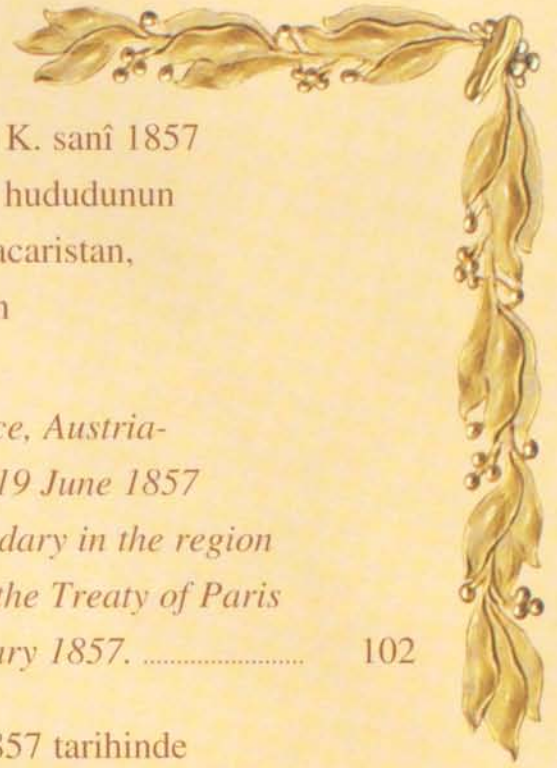 K. sanî 1857
hududunun
acaristan,
n
ce, Austria-
19 June 1857
dary in the region
the Treaty of Paris
ary 1857. ........................ 102
857 tarihinde